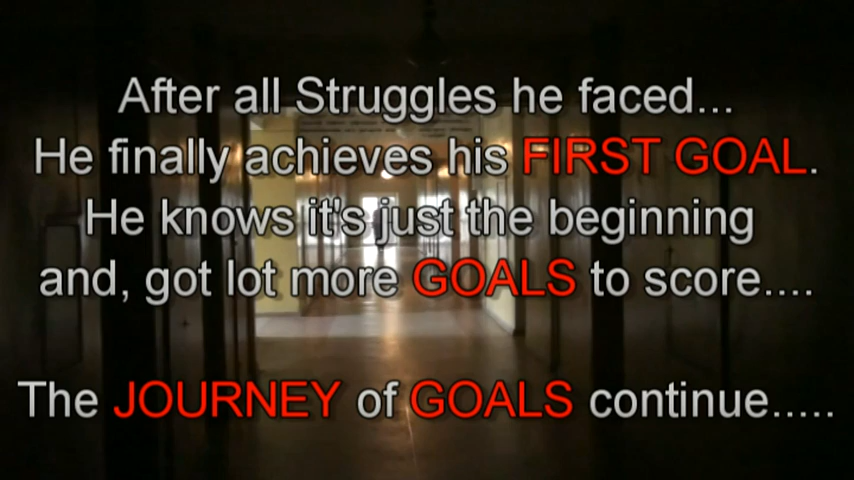 After all Struggles he faced...
He finally achieves his FIRST GOAL.
He knows it's just the beginning
and, got lot more GOALS to score....
The JOURNEY of GOALS continue.....